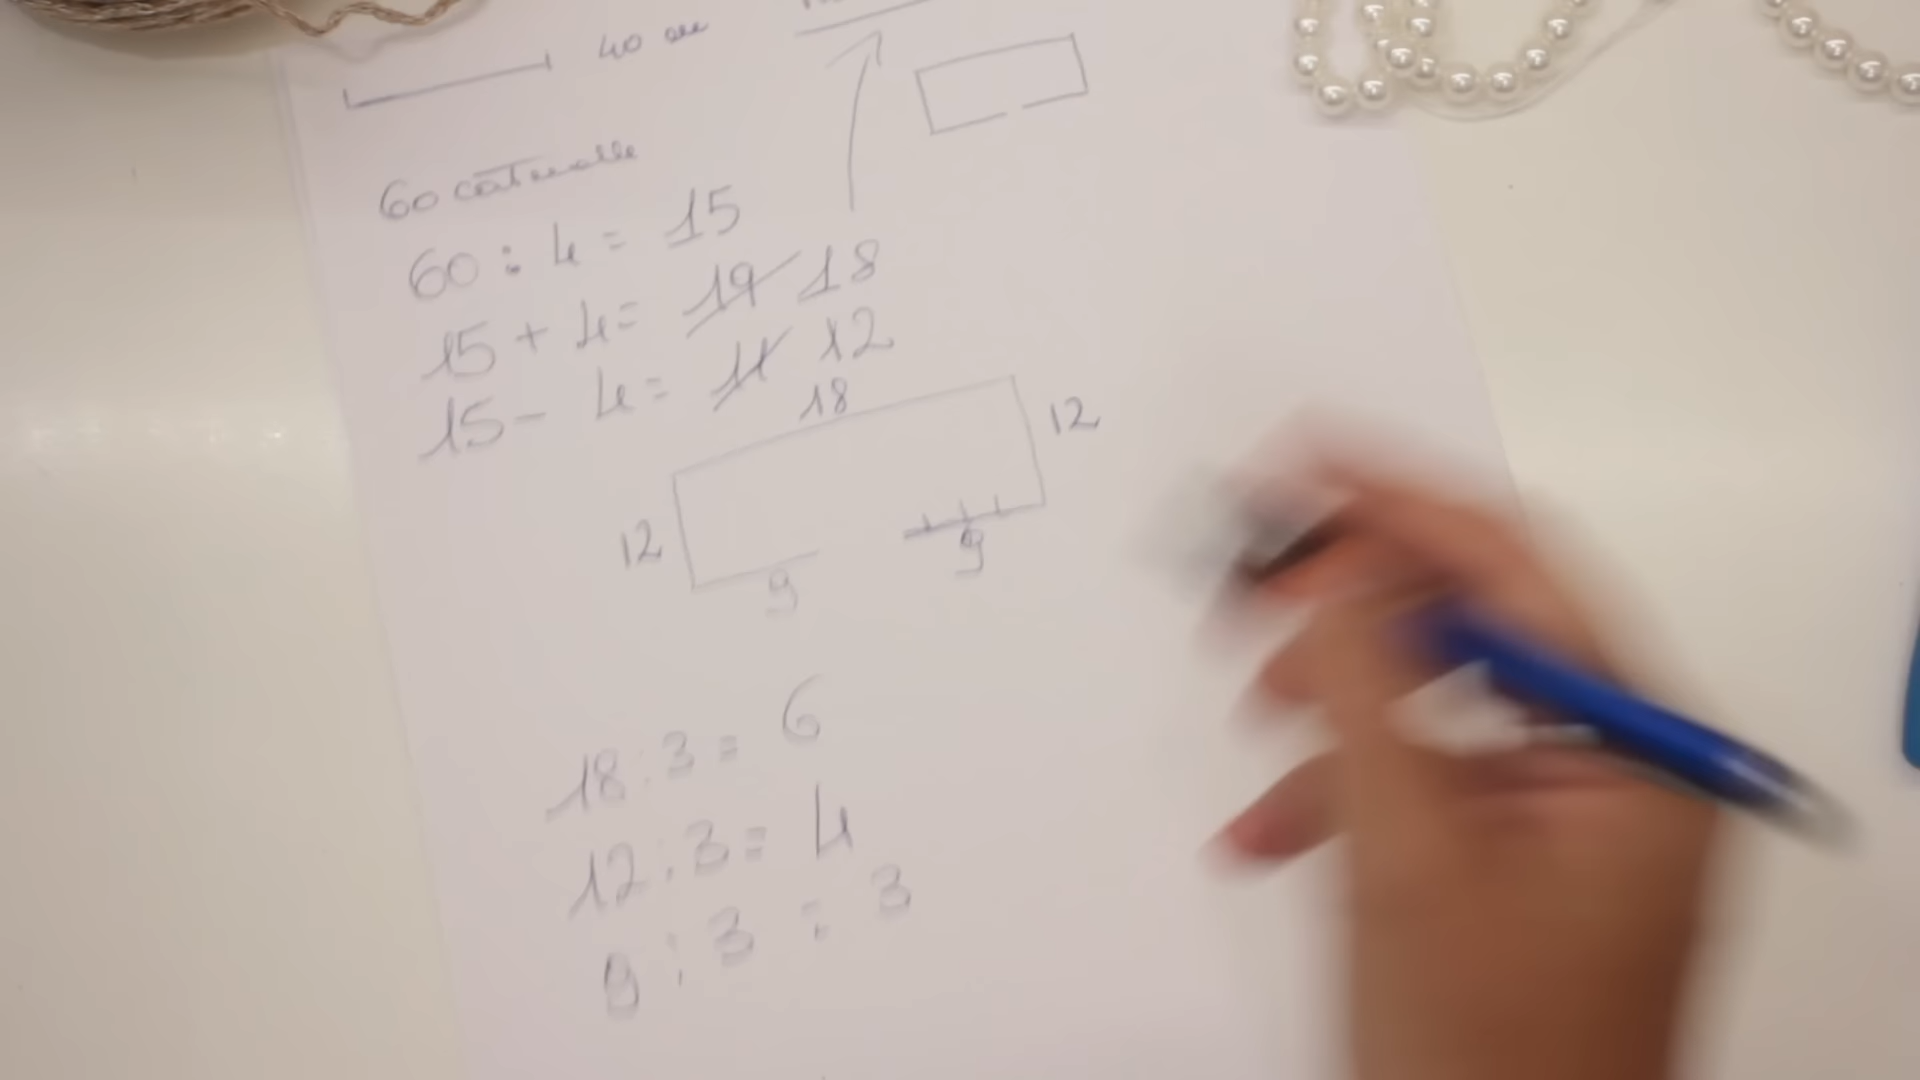 40 cm
60 catenelle
60 : 4 = 15
15 + 4 = 19 18
15 - 4 = 11 12
18
12
12
9
9
18 : 3 = 6
12 : 3 = 4
9 : 3 = 3